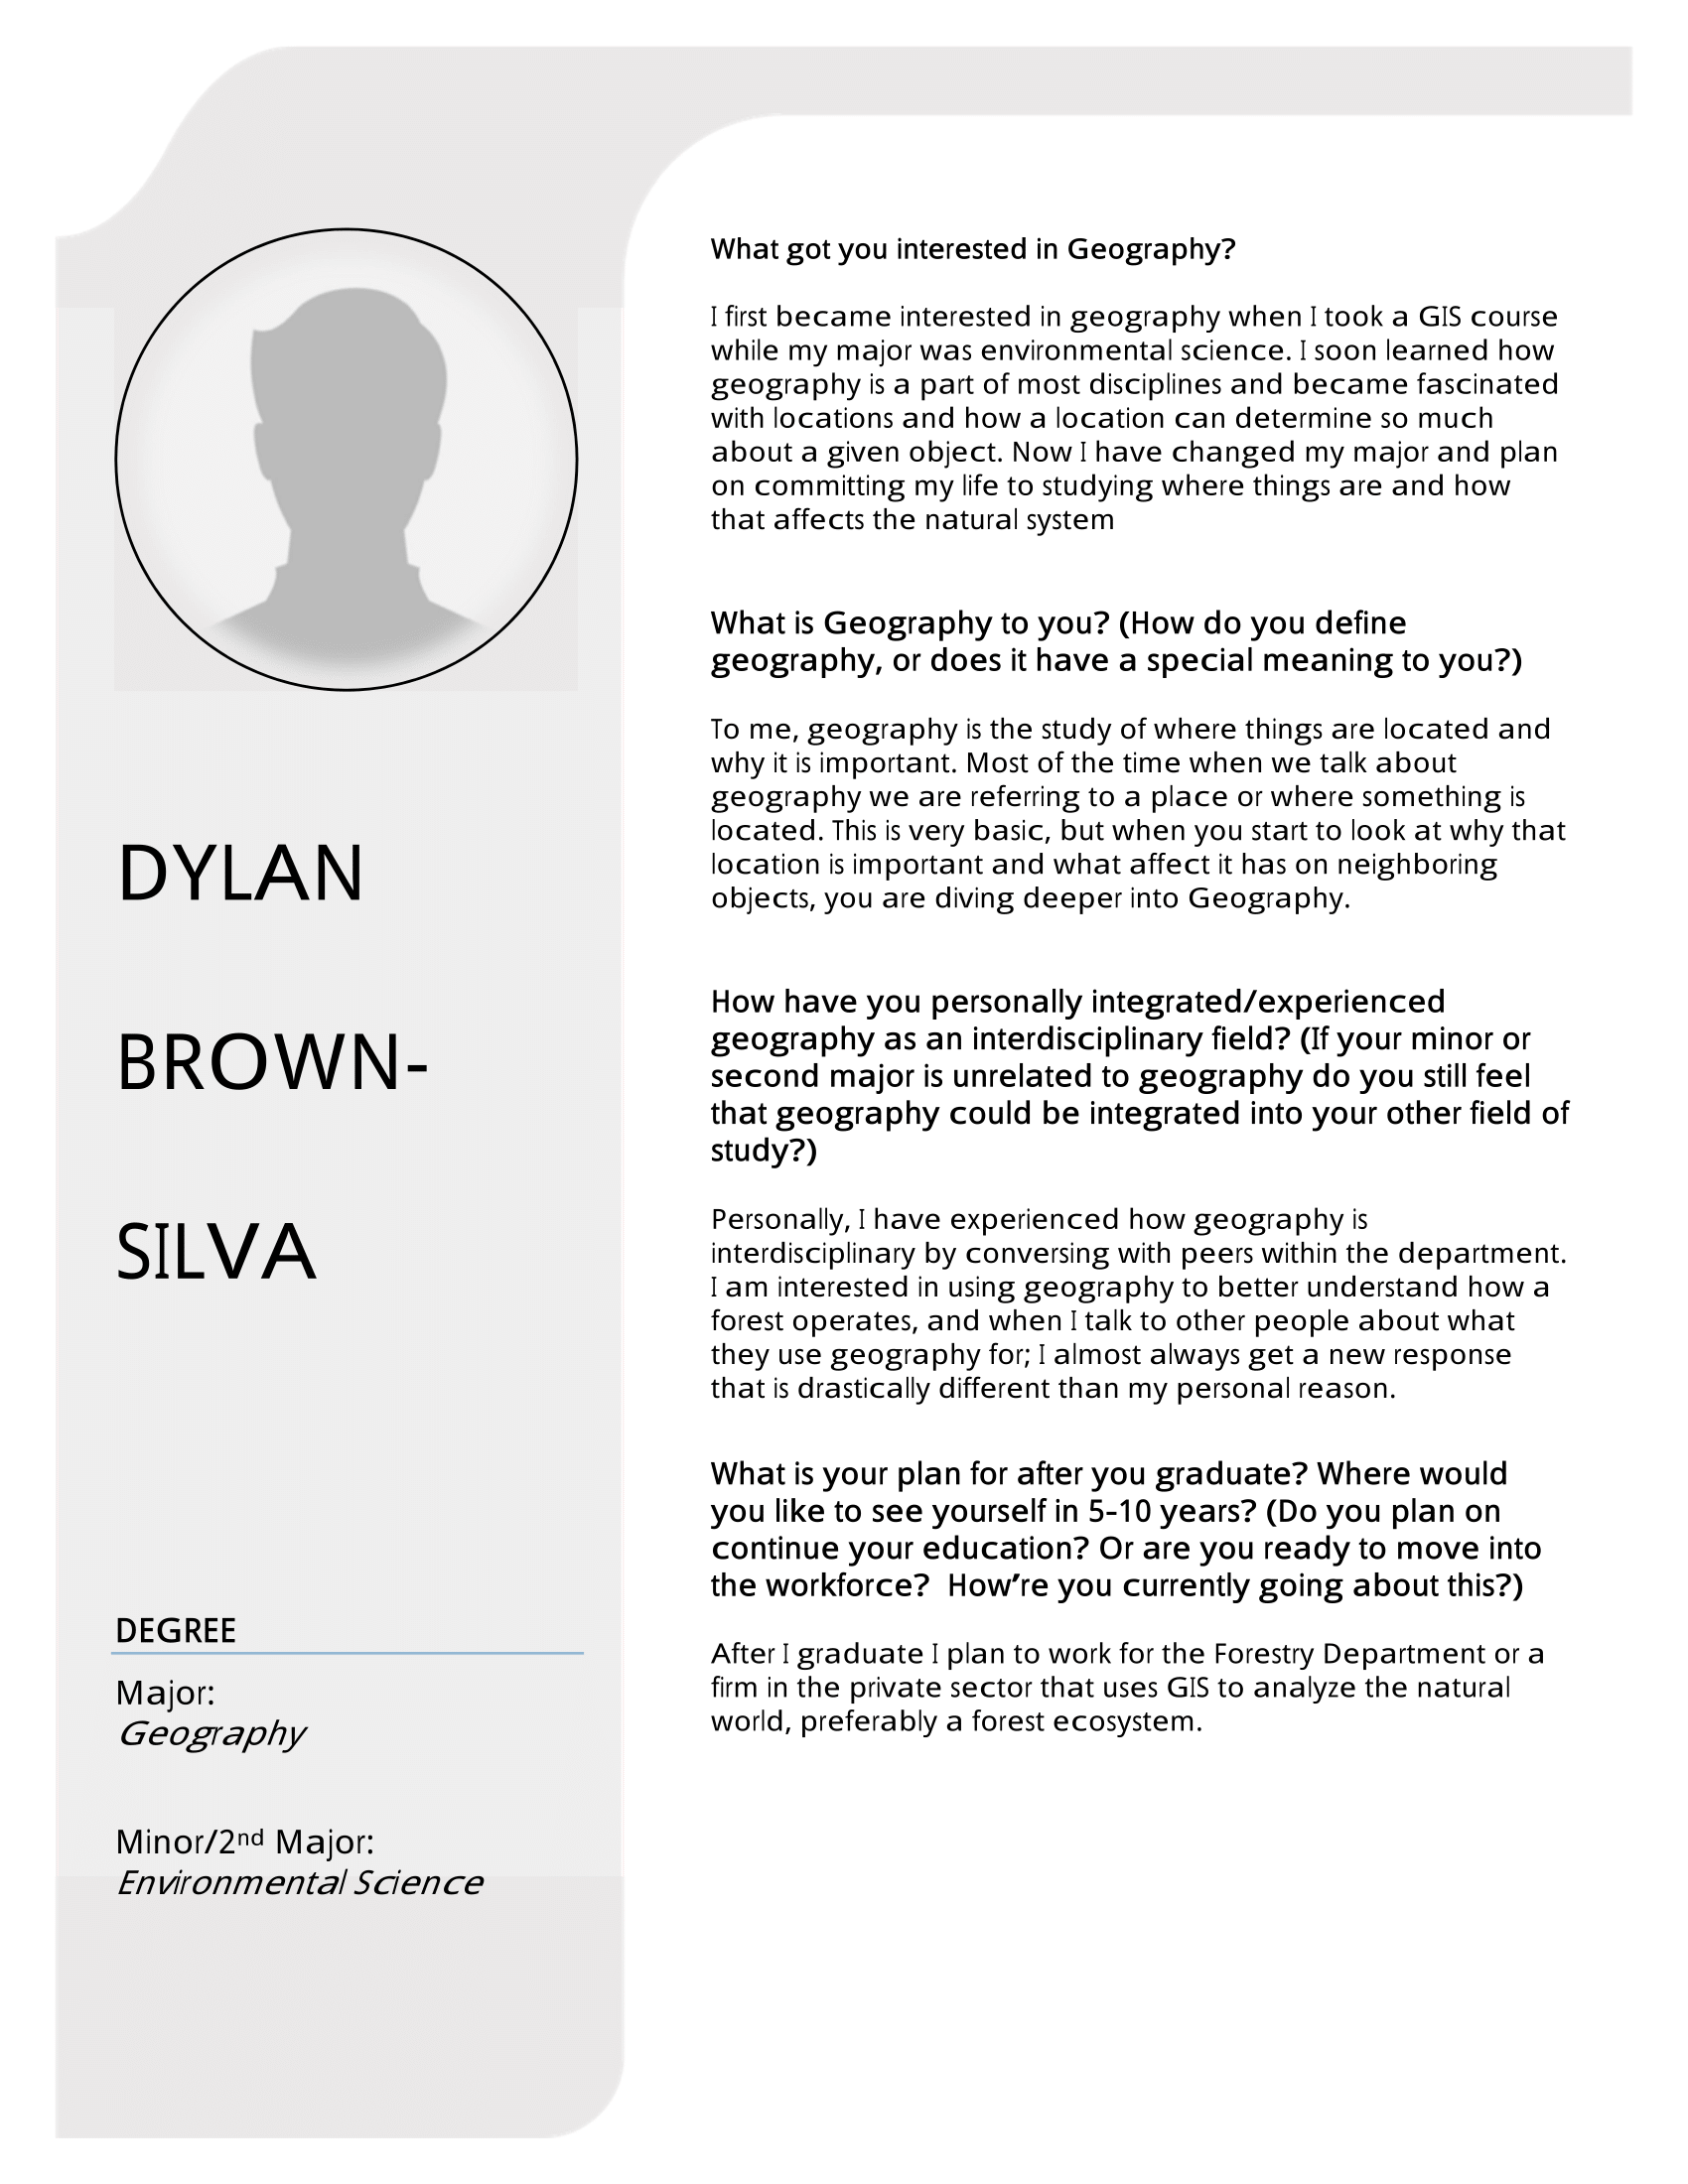 DYLAN
BROWN-
SILVA
DEGREE
Major:
Geography
Minor/2nd Major:
Environmental Science
What got you interested in Geography?
I first became interested in geography when I took a GIS course
while my major was environmental science. I soon learned how
geography is a part of most disciplines and became fascinated
with locations and how a location can determine so much
about a given object. Now I have changed my major and plan
on committing my life to studying where things are and how
that affects the natural system
What is Geography to you? (How do you define
geography, or does it have a special meaning to you?)
To me, geography is the study of where things are located and
why it is important. Most of the time when we talk about
geography we are referring to a place or where something is
located. This is very basic, but when you start to look at why that
location is important and what affect it has on neighboring
objects, you are diving deeper into Geography.
How have you personally integrated/experienced
geography as an interdisciplinary field? (If your minor or
second major is unrelated to geography do you still feel
that geography could be integrated into your other field of
study?)
Personally, I have experienced how geography is
interdisciplinary by conversing with peers within the department.
I am interested in using geography to better understand how a
forest operates, and when I talk to other people about what
they use geography for; I almost always get a new response
that is drastically different than my personal reason.
What is your plan for after you graduate? Where would
you like to see yourself in 5-10 years? (Do you plan on
continue your education? Or are you ready to move into
the workforce?  How’re you currently going about this?)
After I graduate I plan to work for the Forestry Department or a
firm in the private sector that uses GIS to analyze the natural
world, preferably a forest ecosystem.